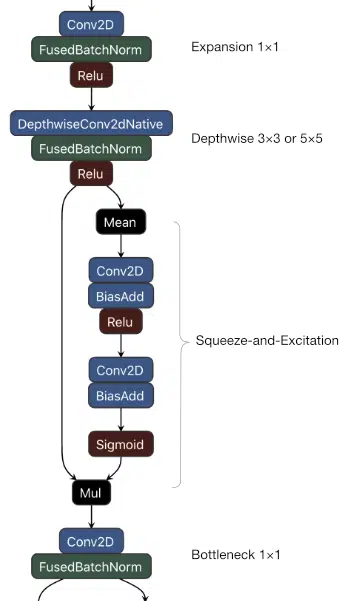 Conv2D
FusedBatchNorm
Relu
Expansion 1×1
DepthwiseConv2dNative
FusedBatchNorm
Relu
Depthwise 3×3 or 5×5
Mean
Conv2D
BiasAdd
Relu
Conv2D
BiasAdd
Sigmoid
Squeeze-and-Excitation
Mul
Conv2D
FusedBatchNorm
Bottleneck 1×1